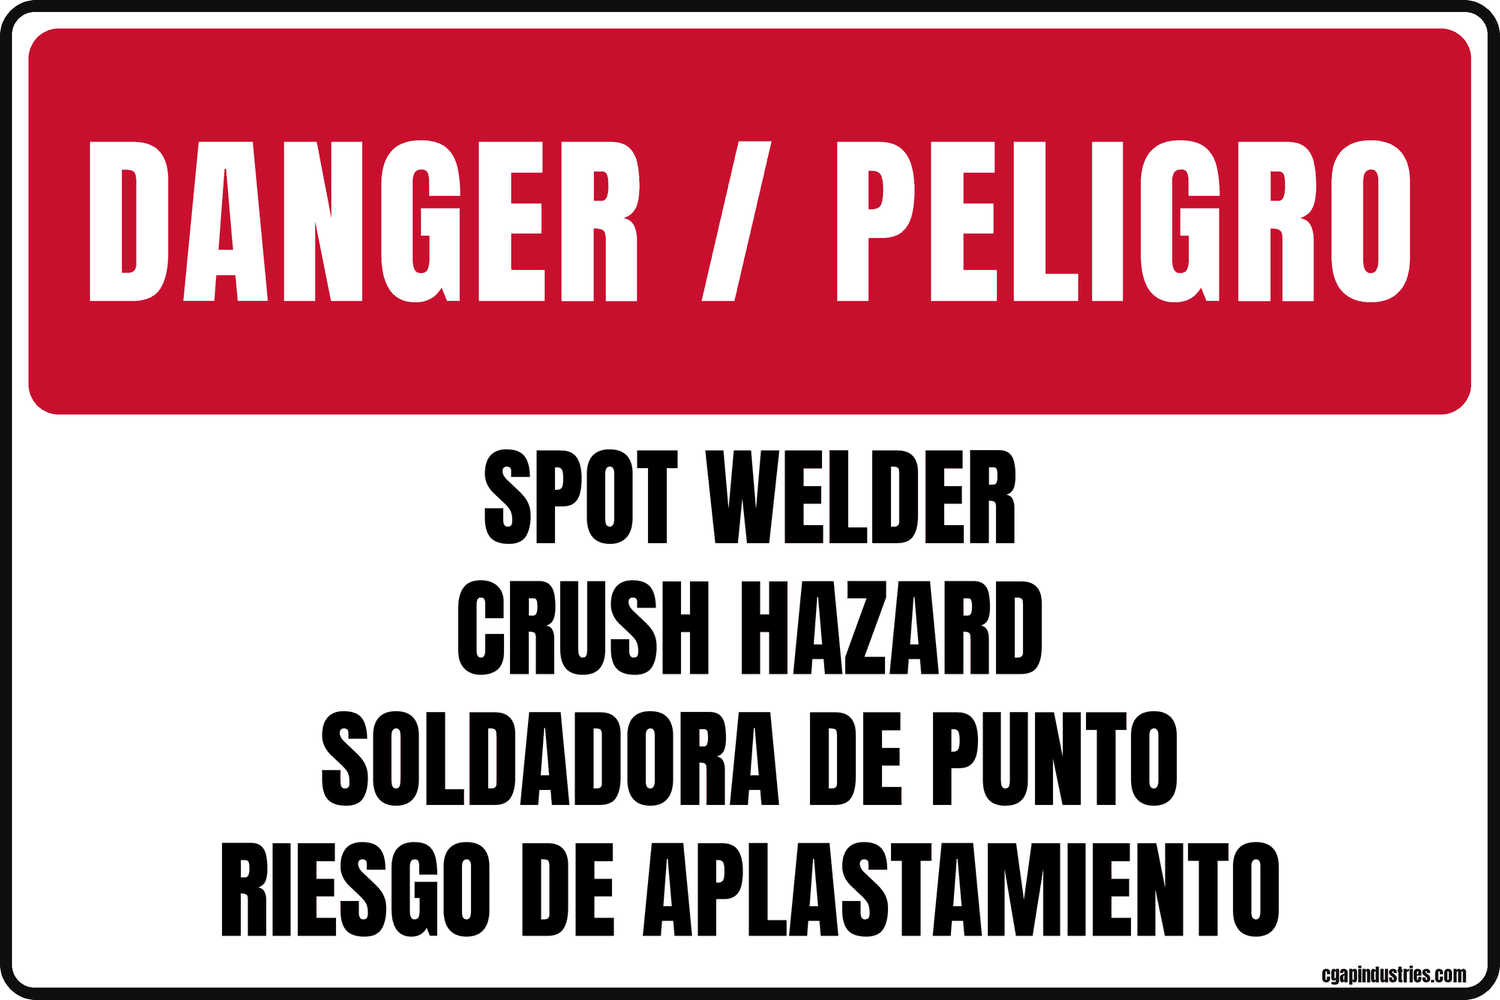 DANGER / PELIGRO
SPOT WELDER
CRUSH HAZARD
SOLDADORA DE PUNTO
RIESGO DE APLASTAMIENTO
cgapindustries.com